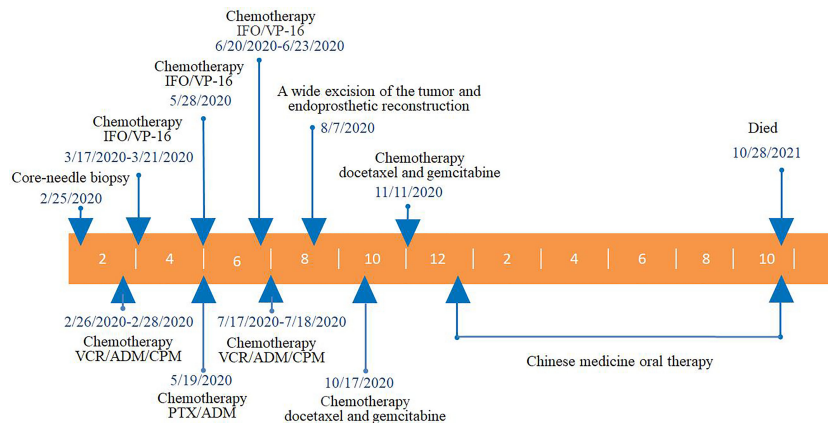 Chemotherapy
IFO/VP-16
6/20/2020-6/23/2020
Chemotherapy
IFO/VP-16
5/28/2020
A wide excision of the tumor and
endoprosthetic reconstruction
8/7/2020
Chemotherapy
IFO/VP-16
3/17/2020-3/21/2020
Died
10/28/2021
Chemotherapy
docetaxel and gemcitabine
11/11/2020
Core-needle biopsy
2/25/2020
2 4 6 8 10 12 2 4 6 8 10
2/26/2020-2/28/2020
Chemotherapy
VCR/ADM/CPM
7/17/2020-7/18/2020
Chemotherapy
VCR/ADM/CPM
Chinese medicine oral therapy
5/19/2020
Chemotherapy
PTX/ADM
10/17/2020
Chemotherapy
docetaxel and gemcitabine